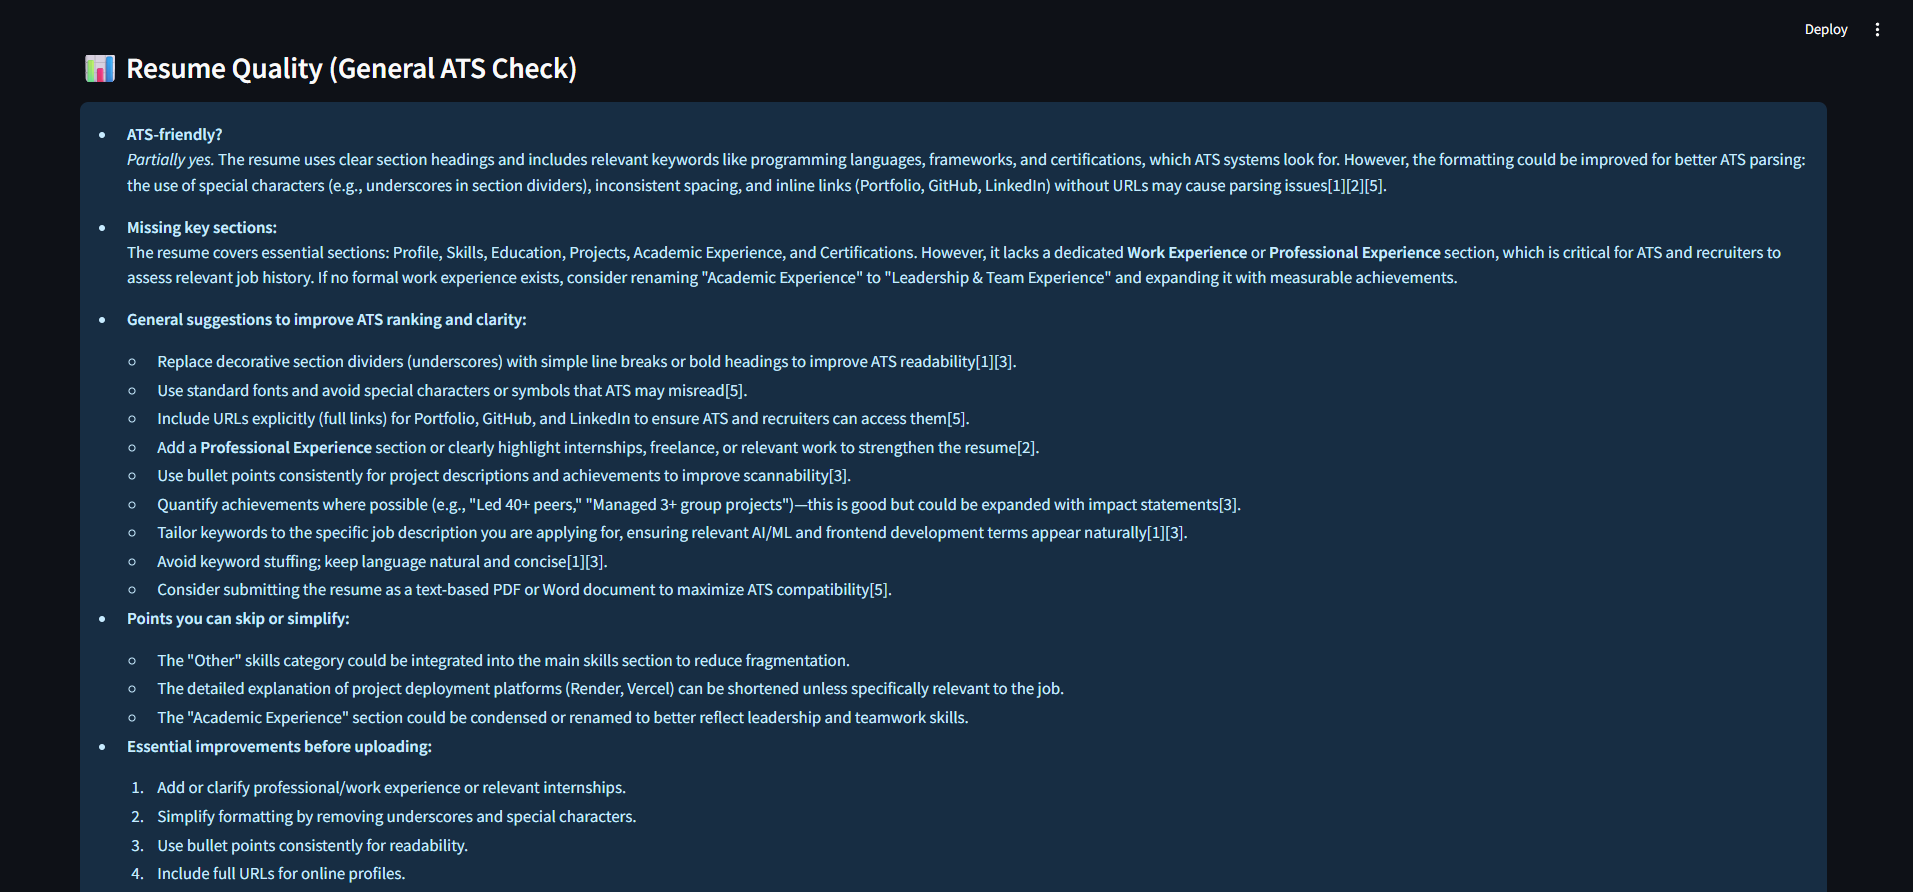 Deploy
Resume Quality (General ATS Check)
• ATS-friendly?
Partially yes. The resume uses clear section headings and includes relevant keywords like programming languages, frameworks, and certifications, which ATS systems look for. However, the formatting could be improved for better ATS parsing:
the use of special characters (e.g., underscores in section dividers), inconsistent spacing, and inline links (Portfolio, GitHub, LinkedIn) without URLs may cause parsing issues[1][2][5].
• Missing key sections:
The resume covers essential sections: Profile, Skills, Education, Projects, Academic Experience, and Certifications. However, it lacks a dedicated Work Experience or Professional Experience section, which is critical for ATS and recruiters to
assess relevant job history. If no formal work experience exists, consider renaming "Academic Experience" to "Leadership & Team Experience" and expanding it with measurable achievements.
• General suggestions to improve ATS ranking and clarity:
◦ Replace decorative section dividers (underscores) with simple line breaks or bold headings to improve ATS readability[1][3].
◦ Use standard fonts and avoid special characters or symbols that ATS may misread[5].
◦ Include URLs explicitly (full links) for Portfolio, GitHub, and LinkedIn to ensure ATS and recruiters can access them[5].
◦ Add a Professional Experience section or clearly highlight internships, freelance, or relevant work to strengthen the resume[2].
◦ Use bullet points consistently for project descriptions and achievements to improve scannability[3].
◦ Quantify achievements where possible (e.g., "Led 40+ peers," "Managed 3+ group projects")—this is good but could be expanded with impact statements[3].
◦ Tailor keywords to the specific job description you are applying for, ensuring relevant AI/ML and frontend development terms appear naturally[1][3].
◦ Avoid keyword stuffing; keep language natural and concise[1][3].
◦ Consider submitting the resume as a text-based PDF or Word document to maximize ATS compatibility[5].
• Points you can skip or simplify:
◦ The "Other" skills category could be integrated into the main skills section to reduce fragmentation.
◦ The detailed explanation of project deployment platforms (Render, Vercel) can be shortened unless specifically relevant to the job.
◦ The "Academic Experience" section could be condensed or renamed to better reflect leadership and teamwork skills.
• Essential improvements before uploading:
1. Add or clarify professional/work experience or relevant internships.
2. Simplify formatting by removing underscores and special characters.
3. Use bullet points consistently for readability.
4. Include full URLs for online profiles.